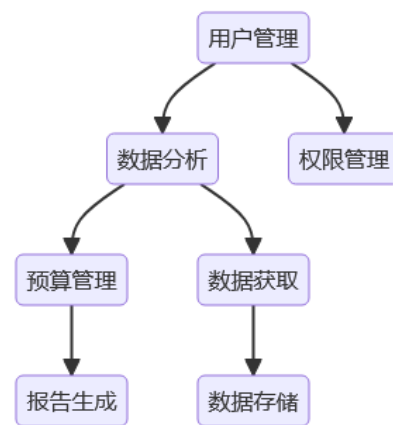 用户管理
数据分析
权限管理
预算管理
数据获取
报告生成
数据存储